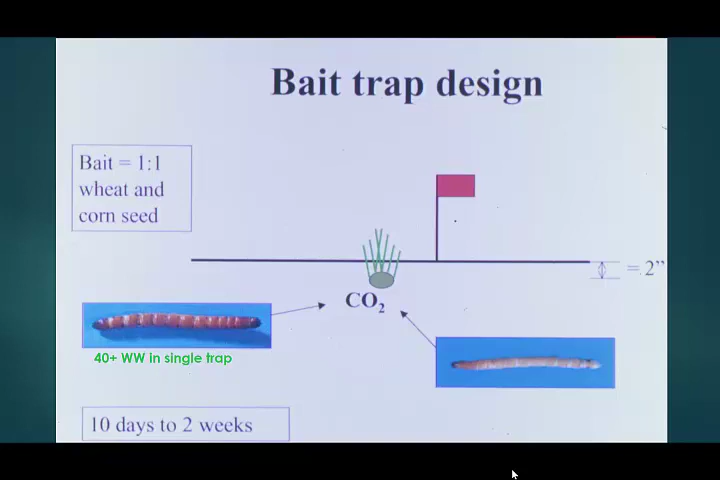 Bait trap design
Bait = 1:1
wheat and
corn seed
= 2”
CO₂
40+ WW in single trap
10 days to 2 weeks